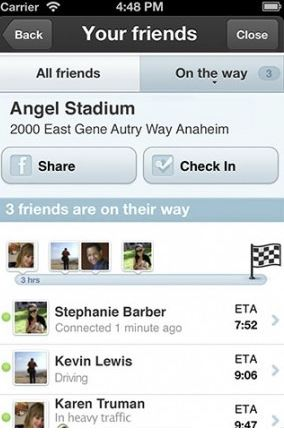 Carrier 4:48 PM
Back Your friends Close
All friends On the way 3
Angel Stadium
2000 East Gene Autry Way Anaheim
f Share Check In
3 friends are on their way
3 hrs
Stephanie Barber ETA
Connected 1 minute ago 7:52
Kevin Lewis ETA
Driving 9:06
Karen Truman ETA
In heavy traffic 9:47